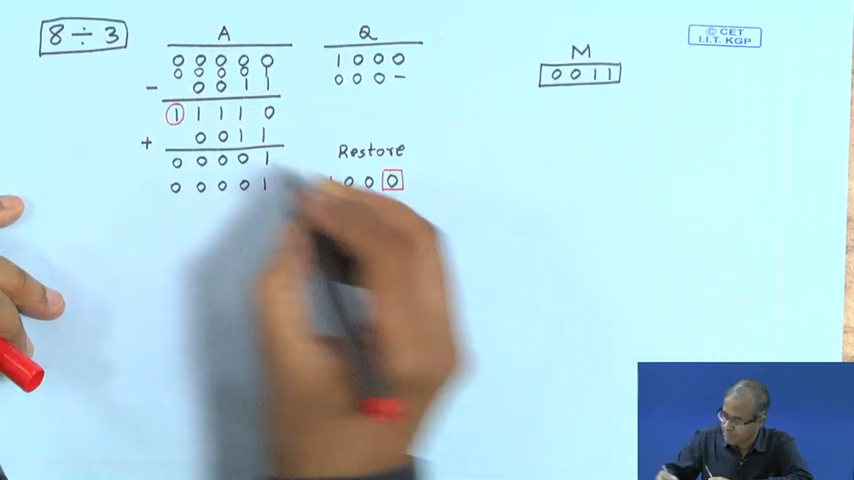 8 ÷ 3 A Q
© CET
I.I.T. KGP
M
0 0 0 0 0 1 0 0 0
0 0 0 0 1 0 0 0 –
0 0 1 1
– 0 0 1 1
1 1 1 1 0
+ 0 0 1 1
0 0 0 0 1 Restore
0 0 0 0 1 0 0 0